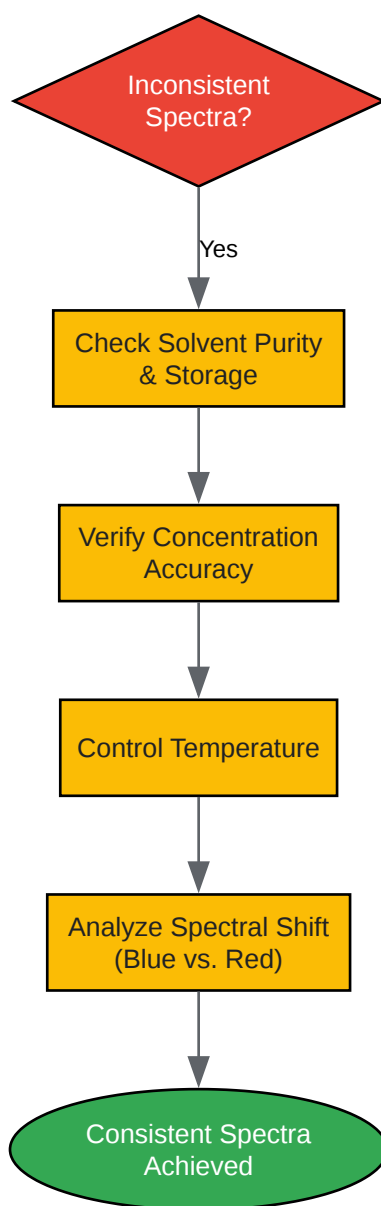 Inconsistent
Spectra?
Yes
Check Solvent Purity
& Storage
Verify Concentration
Accuracy
Control Temperature
Analyze Spectral Shift
(Blue vs. Red)
Consistent Spectra
Achieved